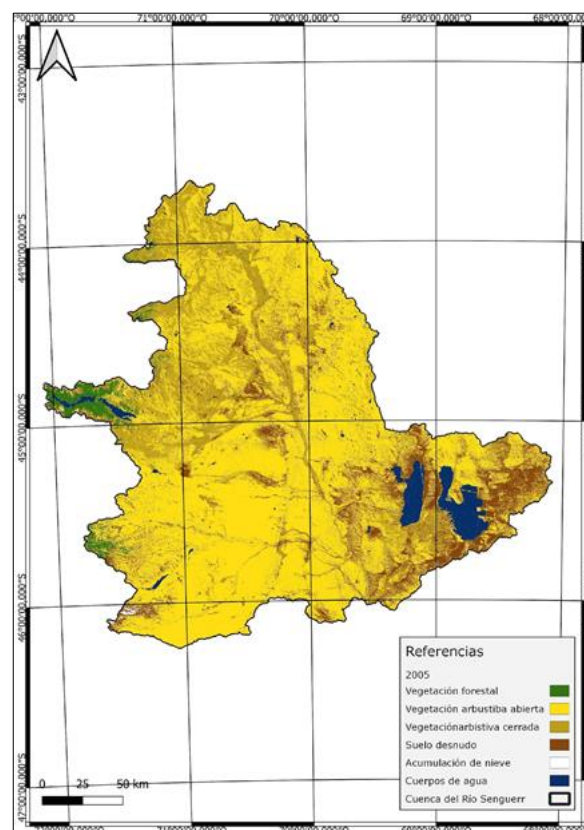 71°00'00.000"O 70°00'00.000"O 69°00'00.000"O 68°00'00.000"O
43°00'00.000"S
44°00'00.000"S
45°00'00.000"S
46°00'00.000"S
47°00'00.000"S
Referencias
2005
Vegetación forestal
Vegetación arbustiba abierta
Vegetaciónarbistiva cerrada
Suelo desnudo
Acumulación de nieve
Cuerpos de agua
Cuenca del Río Senguerr
0 25 50 km